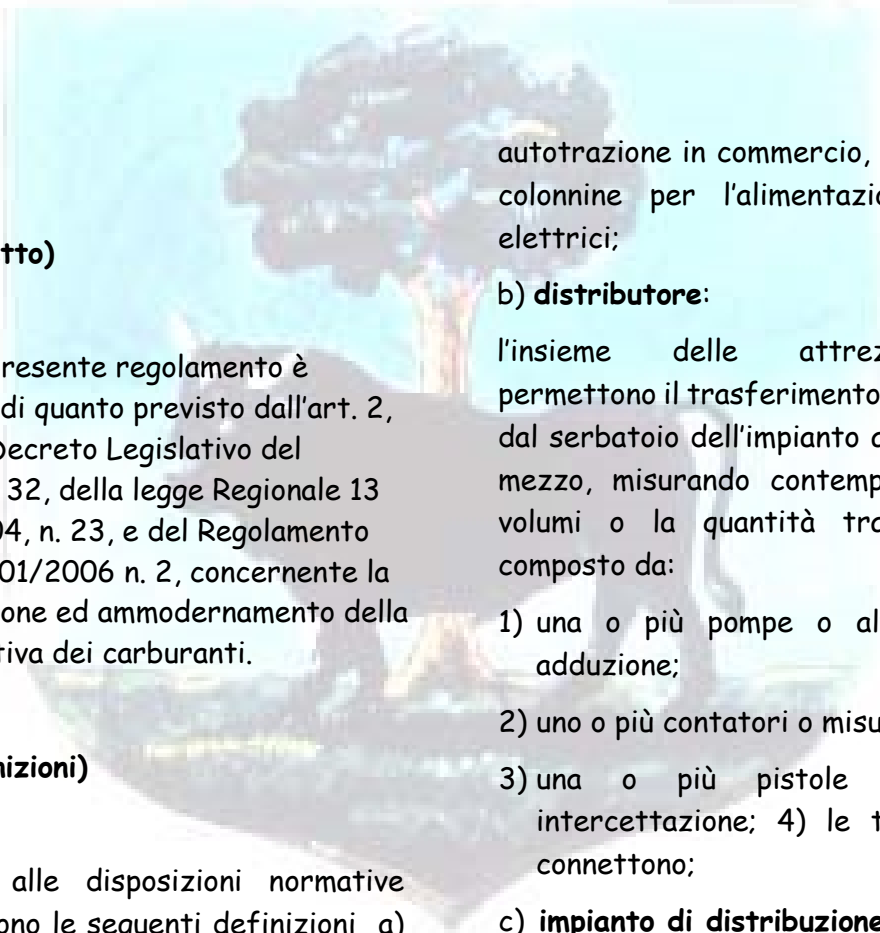 tto)
resente regolamento è
di quanto previsto dall'art. 2,
Decreto Legislativo del
32, della legge Regionale 13
04, n. 23, e del Regolamento
01/2006 n. 2, concernente la
one ed ammodernamento della
tiva dei carburanti.
nizioni)
alle disposizioni normative
ono le seguenti definizioni a)
autotrazione in commercio,
colonnine per l'alimentazio
elettrici;
b) distributore:
l'insieme delle attrez
permettono il trasferimento
dal serbatoio dell'impianto
mezzo, misurando contemp
volumi o la quantità tra
composto da:
1) una o più pompe o al
adduzione;
2) uno o più contatori o misu
3) una o più pistole
intercettazione; 4) le t
connettono;
c) impianto di distribuzione